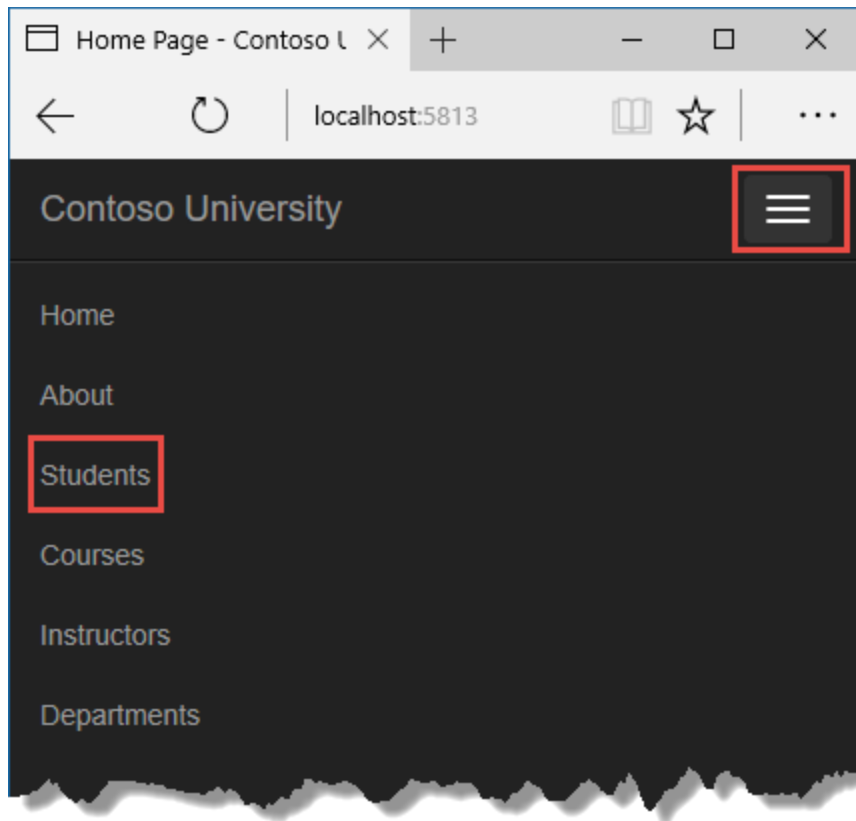 Home Page - Contoso U
localhost:5813
Contoso University
Home
About
Students
Courses
Instructors
Departments